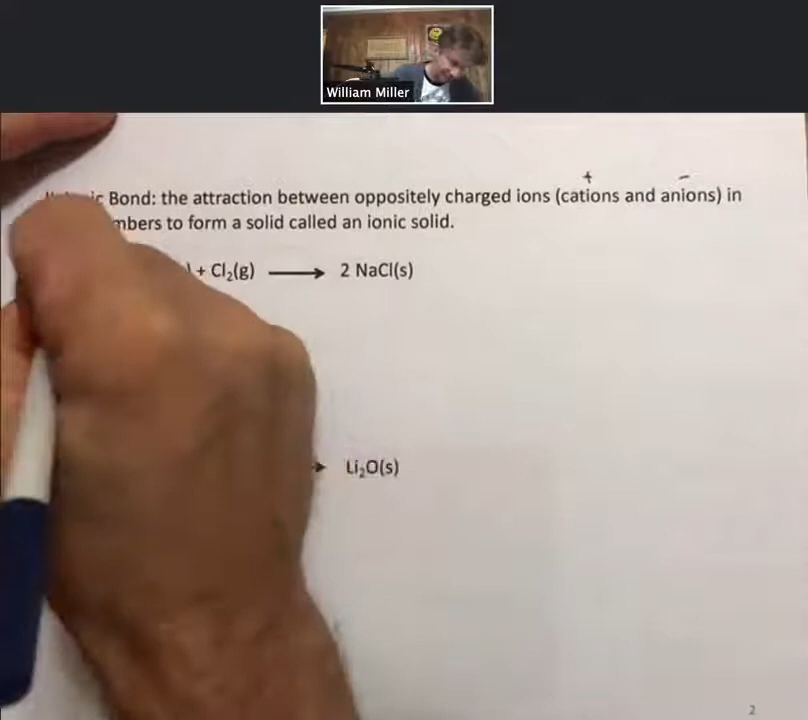 William Miller
+ −
Bond: the attraction between oppositely charged ions (cations and anions) in
mbers to form a solid called an ionic solid.
+ Cl₂(g) ⟶ 2 NaCl(s)
Li₂O(s)
2